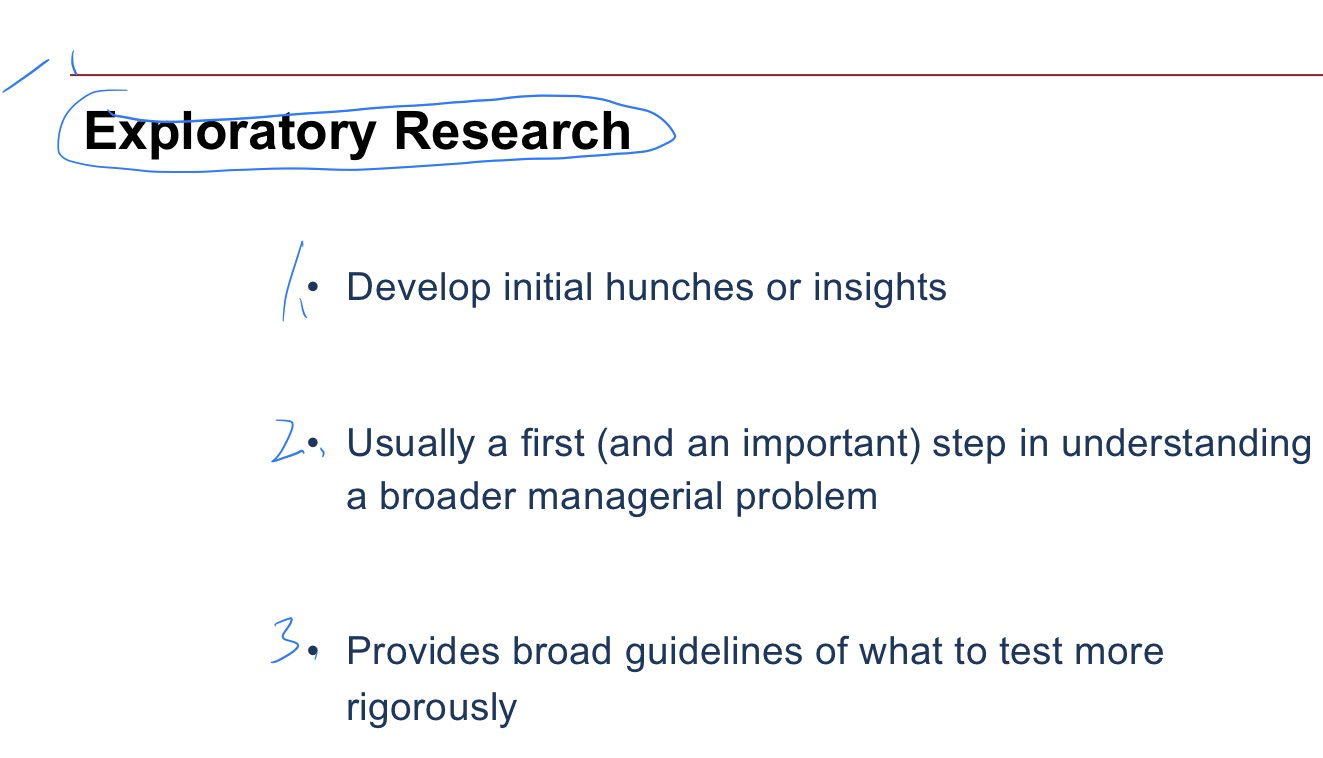 Exploratory Research
1. • Develop initial hunches or insights
2. • Usually a first (and an important) step in understanding
a broader managerial problem
3. • Provides broad guidelines of what to test more
rigorously